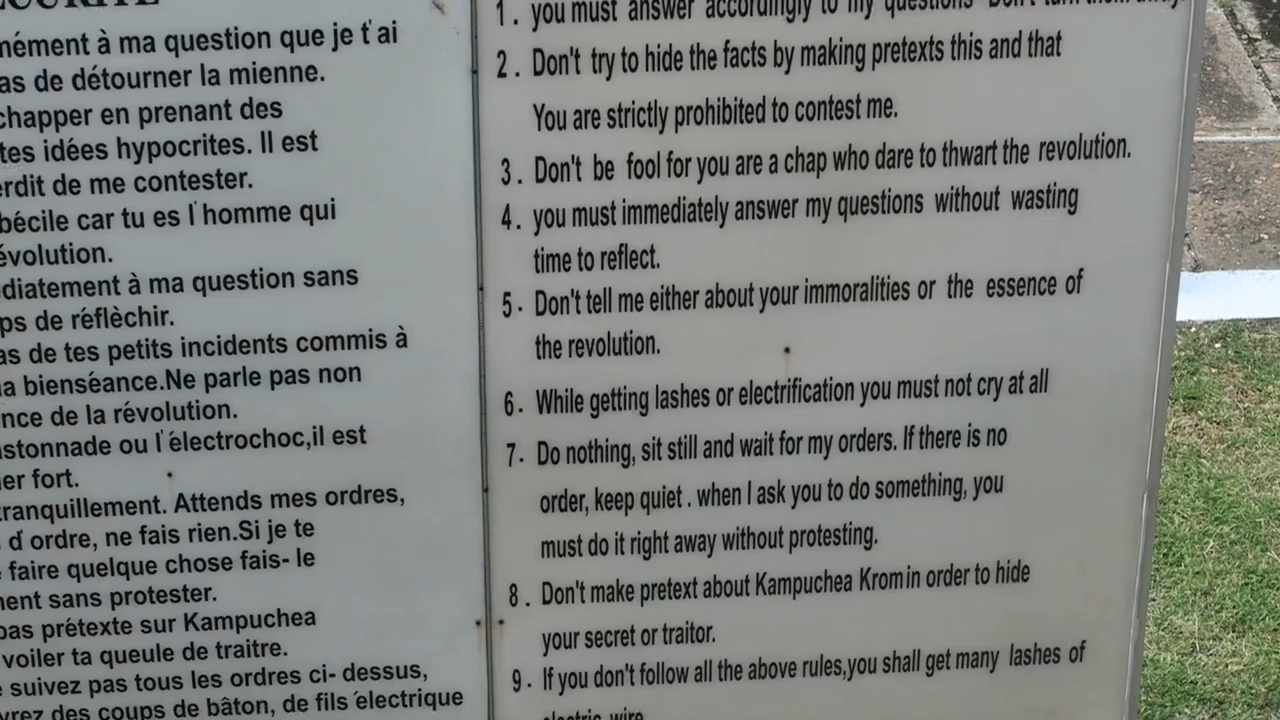 nément à ma question que je t'ai
as de détourner la mienne.
chapper en prenant des
tes idées hypocrites. Il est
erdit de me contester.
bécile car tu es l'homme qui
évolution.
diatement à ma question sans
ps de réflèchir.
as de tes petits incidents commis à
la bienséance.Ne parle pas non
nce de la révolution.
astonnade ou l'électrochoc,il est
er fort.
tranquillement. Attends mes ordres,
d'ordre, ne fais rien.Si je te
faire quelque chose fais- le
ment sans protester.
pas prétexte sur Kampuchea
voiler ta queule de traitre.
suivez pas tous les ordres ci- dessus,
vrez des coups de bâton, de fils électrique
1. you must answer accordingly to my questions Don't turn them away.
2. Don't try to hide the facts by making pretexts this and that
You are strictly prohibited to contest me.
3. Don't be fool for you are a chap who dare to thwart the revolution.
4. you must immediately answer my questions without wasting
time to reflect.
5. Don't tell me either about your immoralities or the essence of
the revolution.
6. While getting lashes or electrification you must not cry at all
7. Do nothing, sit still and wait for my orders. If there is no
order, keep quiet . when I ask you to do something, you
must do it right away without protesting.
8. Don't make pretext about Kampuchea Kromin order to hide
your secret or traitor.
9. If you don't follow all the above rules,you shall get many lashes of
electric wire